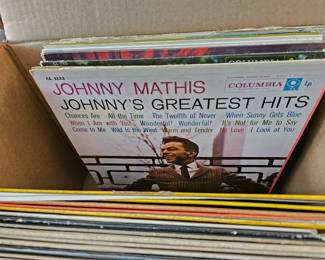 CL 1133
COLUMBIA Lp
JOHNNY MATHIS
JOHNNY'S GREATEST HITS
Chances Are All the Time The Twelfth of Never When Sunny Gets Blue
When I Am with You Wonderful! Wonderful! It's Not for Me to Say
Come to Me Wild Is the Wind Warm and Tender No Love I Look at You